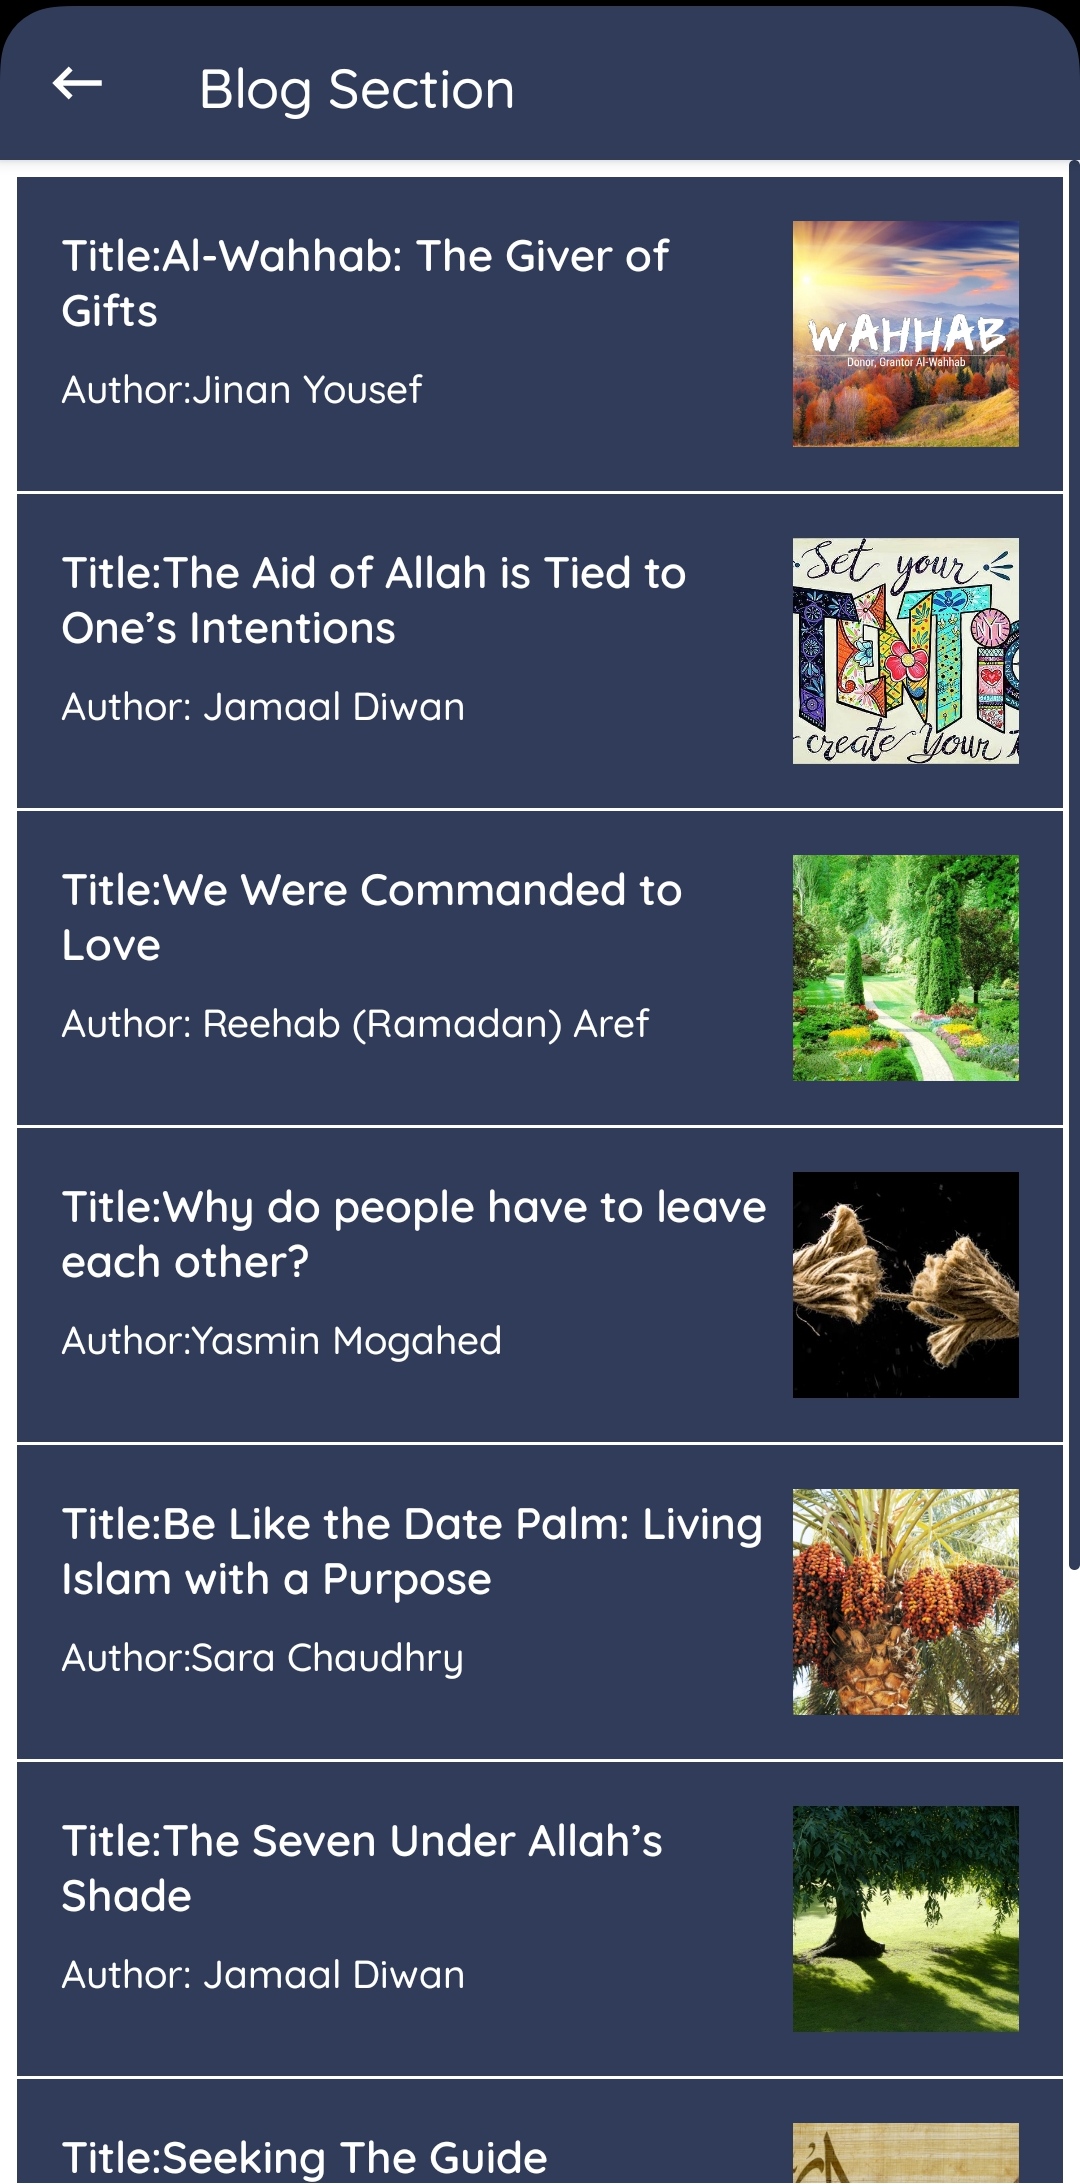 Blog Section
Title:Al-Wahhab: The Giver of
Gifts
Author:Jinan Yousef
WAHHAB
Donor, Grantor Al-Wahhab
Title:The Aid of Allah is Tied to
One’s Intentions
Author: Jamaal Diwan
Set your
TENTiO
create Your
Title:We Were Commanded to
Love
Author: Reehab (Ramadan) Aref
Title:Why do people have to leave
each other?
Author:Yasmin Mogahed
Title:Be Like the Date Palm: Living
Islam with a Purpose
Author:Sara Chaudhry
Title:The Seven Under Allah’s
Shade
Author: Jamaal Diwan
Title:Seeking The Guide